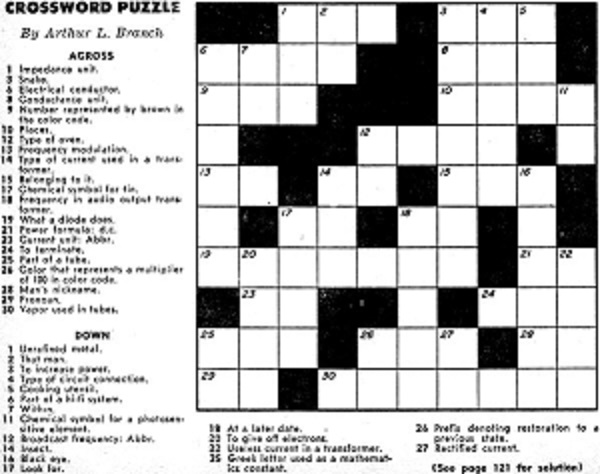 CROSSWORD PUZZLE
By Arthur L. Branch
ACROSS
1 Impedance unit.
3 Snake.
6 Electrical conductor.
8 Conductance unit.
9 Number represented by brown in
the color code.
10 Places.
12 Type of oven.
13 Frequency modulation.
14 Type of current used in a trans-
former.
15 Belonging to it.
17 Chemical symbol for tin.
18 Frequency in audio output trans-
former.
19 What a diode does.
21 Power formula: d.c.
23 Current unit: Abbr.
24 To terminate.
25 Part of a tube.
26 Color that represents a multiplier
of 100 in color code.
28 Man's nickname.
29 Pronoun.
30 Vapor used in tubes.
DOWN
1 Unrefined metal.
2 That man.
3 To increase power.
4 Type of circuit connection.
5 Cooking utensil.
6 Part of a hi-fi system.
7 Within.
11 Chemical symbol for a photosen-
sitive element.
12 Broadcast frequency: Abbr.
14 Insect.
16 Black eye.
17 Look for.
18 At a later date.
20 To give off electrons.
22 Useless current in a transformer.
25 Greek letter used as a mathemat-
ics constant.
26 Prefix denoting restoration to a
previous state.
27 Rectified current.
(See page 121 for solution)
1 2 3 4 5
6 7 8
9 10 11
12
13 14 15 16
17 18
19 20 21 22
23 24
25 26 27 28
29 30